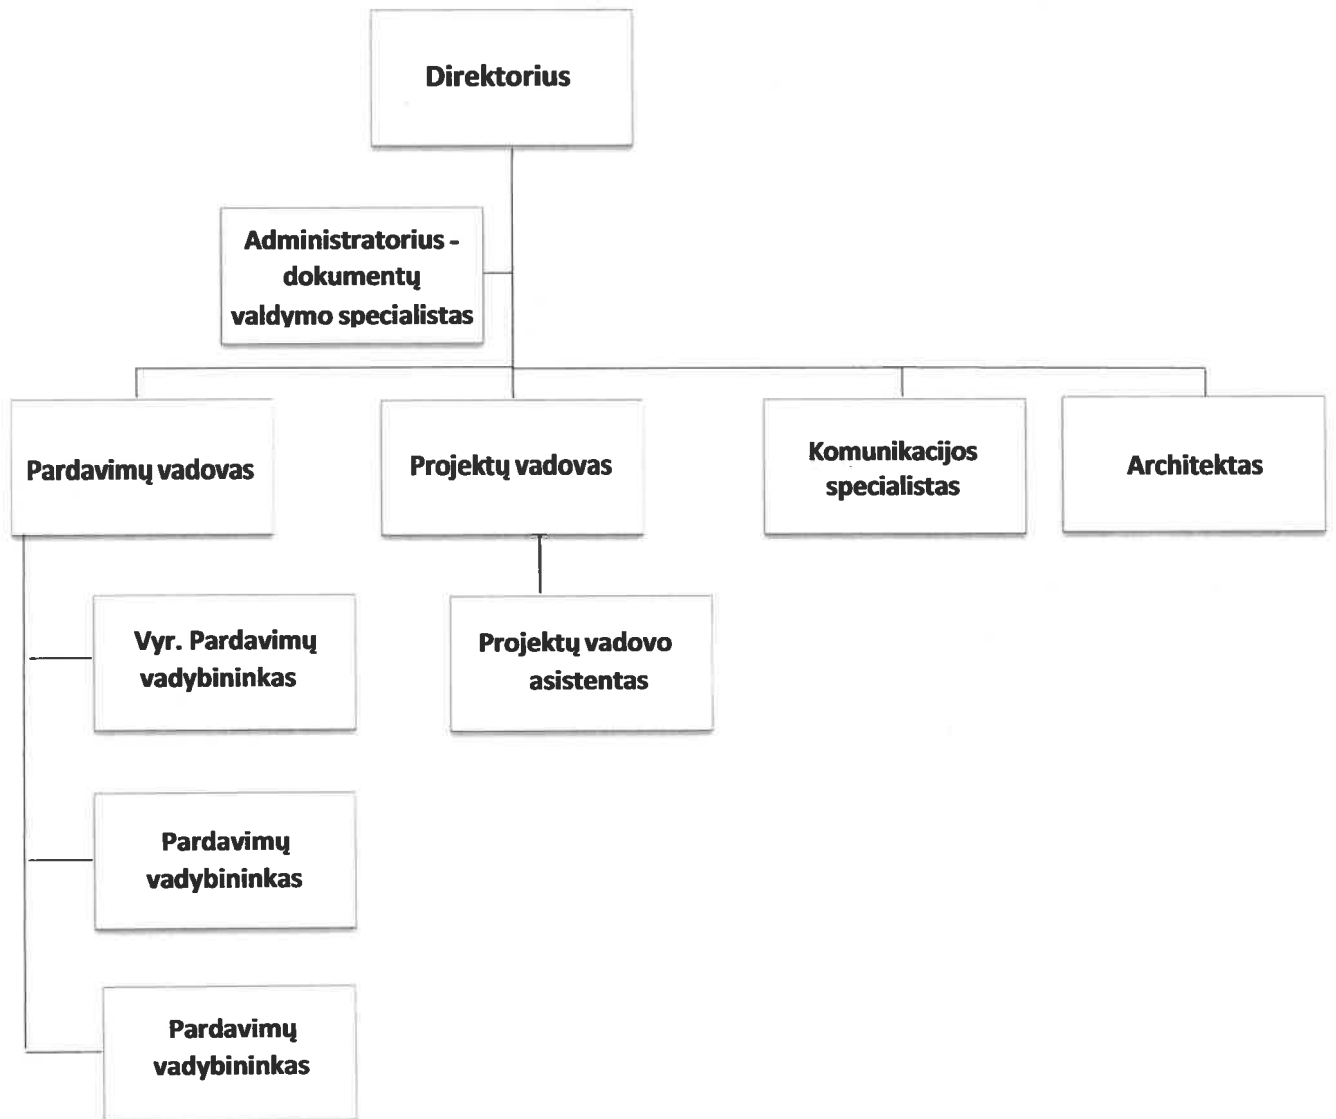 Direktorius
Administratorius -
dokumentų
valdymo specialistas
Pardavimų vadovas
Projektų vadovas
Komunikacijos
specialistas
Architektas
Vyr. Pardavimų
vadybininkas
Projektų vadovo
asistentas
Pardavimų
vadybininkas
Pardavimų
vadybininkas